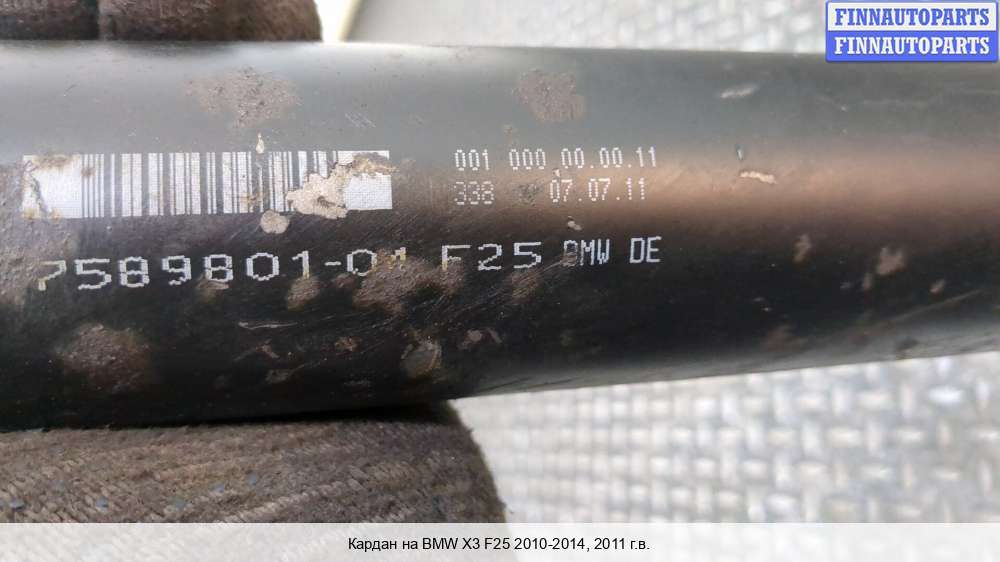 FINNAUTOPARTS
FINNAUTOPARTS
001 000.00.00.11
338 07.07.11
7589801-01 F25 BMW DE
Кардан на BMW X3 F25 2010-2014, 2011 г.в.